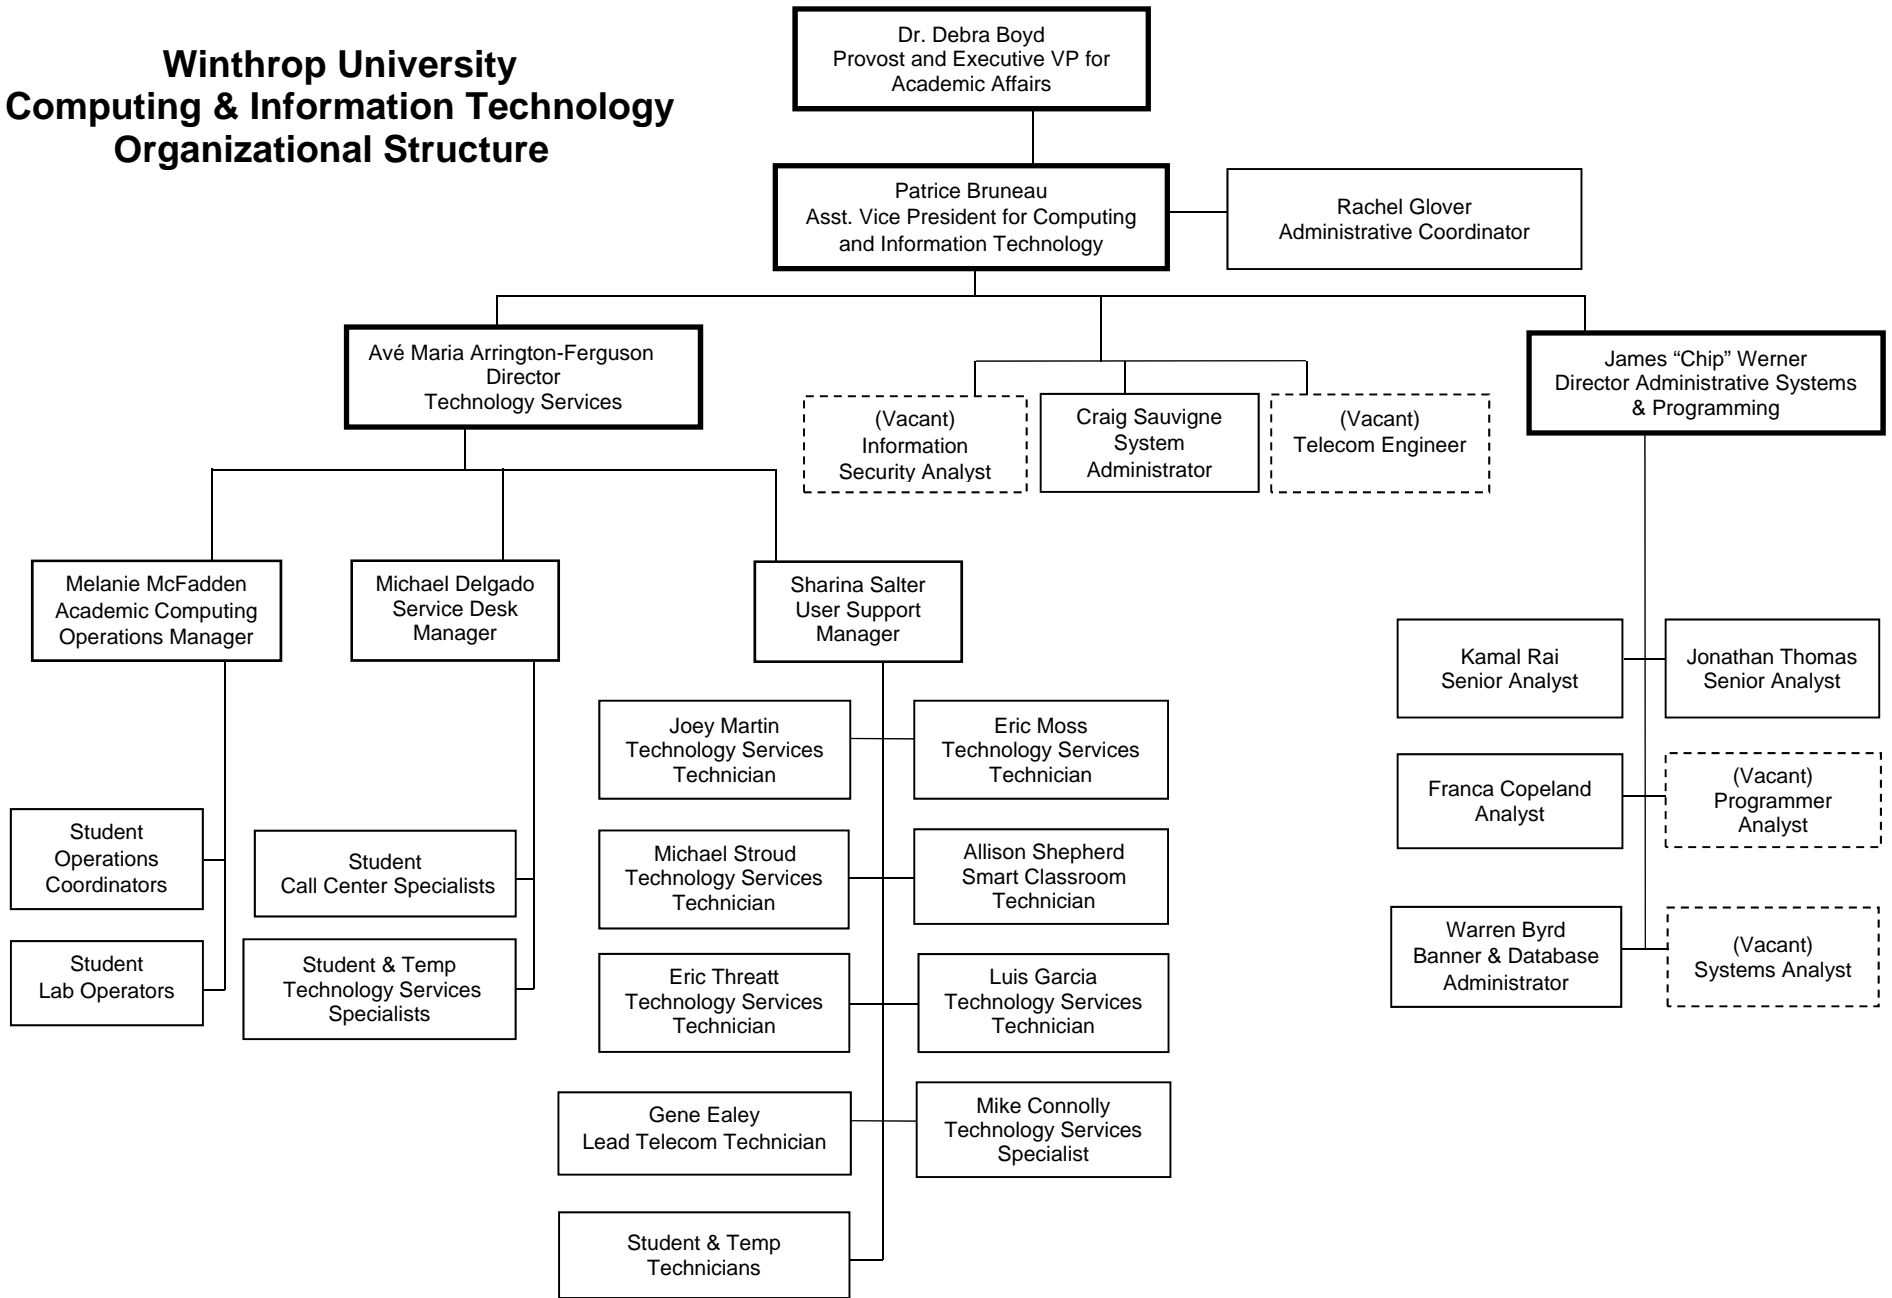 Winthrop University
Computing & Information Technology
Organizational Structure
Dr. Debra Boyd
Provost and Executive VP for
Academic Affairs
Patrice Bruneau
Asst. Vice President for Computing
and Information Technology
Rachel Glover
Administrative Coordinator
Avé Maria Arrington-Ferguson
Director
Technology Services
(Vacant)
Information
Security Analyst
Craig Sauvigne
System
Administrator
(Vacant)
Telecom Engineer
James “Chip” Werner
Director Administrative Systems
& Programming
Melanie McFadden
Academic Computing
Operations Manager
Michael Delgado
Service Desk
Manager
Sharina Salter
User Support
Manager
Student
Operations
Coordinators
Student
Lab Operators
Student
Call Center Specialists
Student & Temp
Technology Services
Specialists
Joey Martin
Technology Services
Technician
Eric Moss
Technology Services
Technician
Michael Stroud
Technology Services
Technician
Allison Shepherd
Smart Classroom
Technician
Eric Threatt
Technology Services
Technician
Luis Garcia
Technology Services
Technician
Gene Ealey
Lead Telecom Technician
Mike Connolly
Technology Services
Specialist
Student & Temp
Technicians
Kamal Rai
Senior Analyst
Jonathan Thomas
Senior Analyst
Franca Copeland
Analyst
(Vacant)
Programmer
Analyst
Warren Byrd
Banner & Database
Administrator
(Vacant)
Systems Analyst